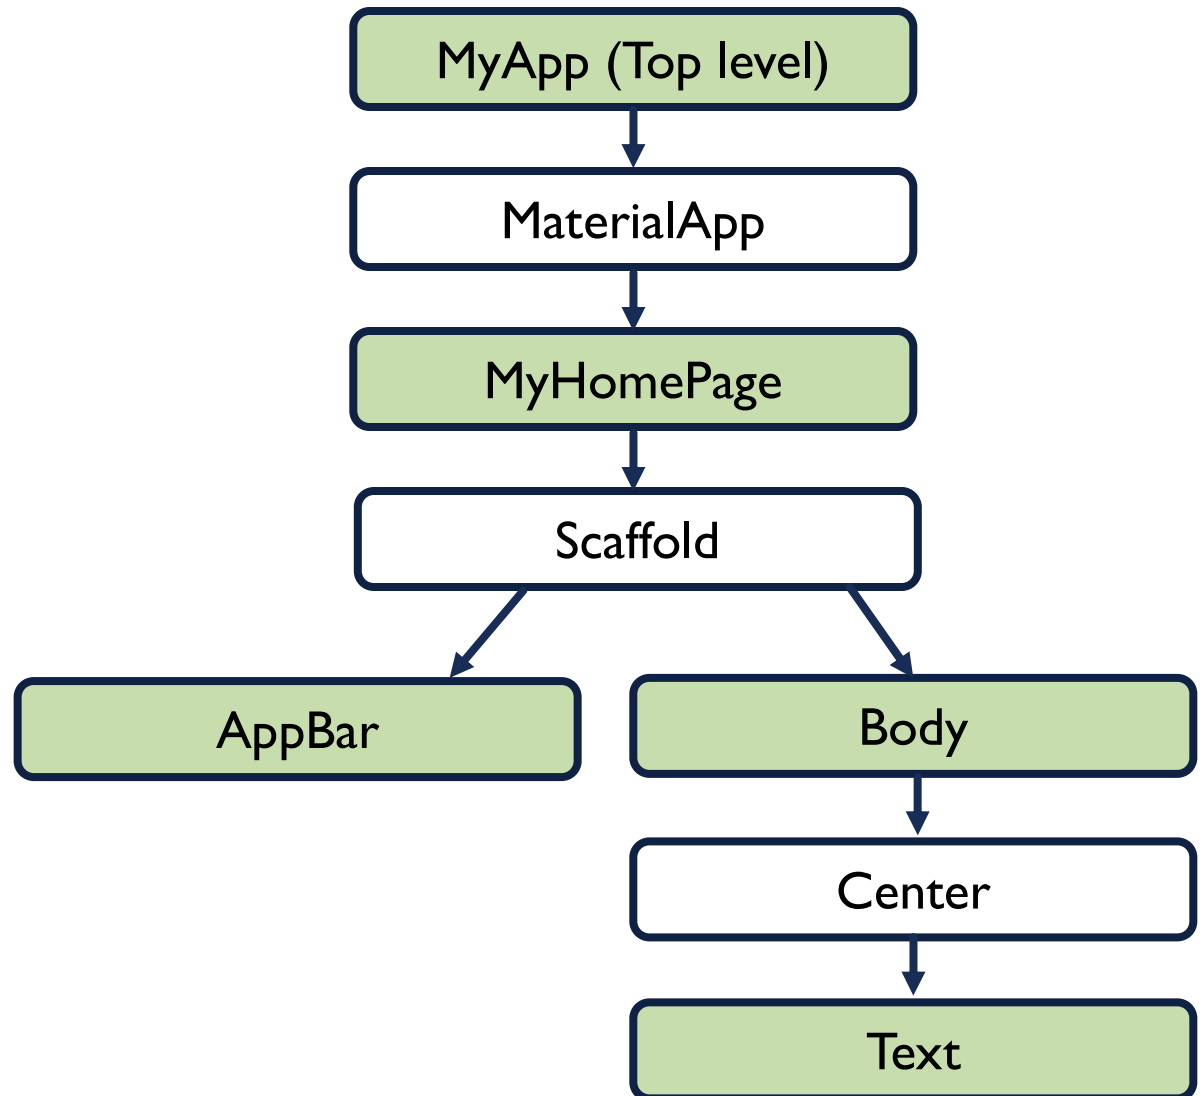 MyApp (Top level)
MaterialApp
MyHomePage
Scaffold
AppBar
Body
Center
Text